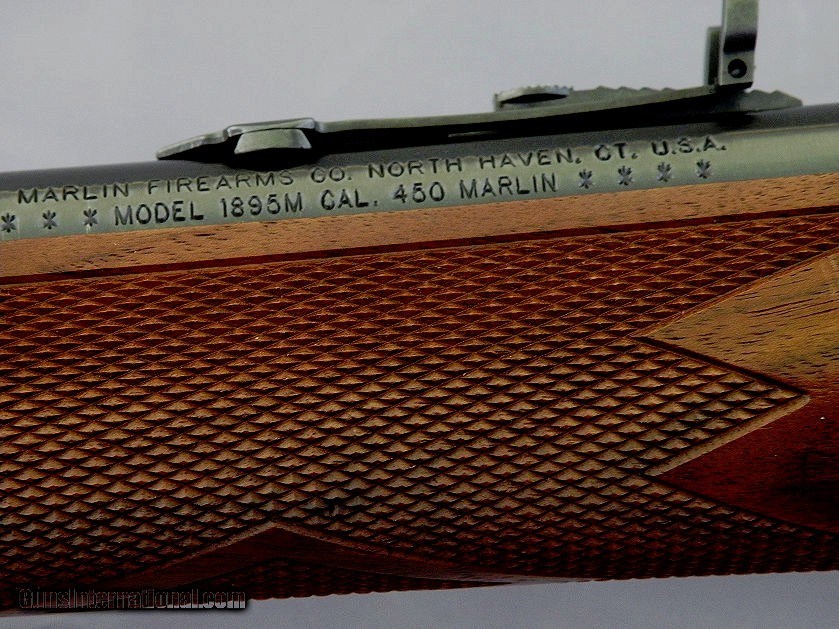 MARLIN FIREARMS CO. NORTH HAVEN, CT. U.S.A.
* * * MODEL 1895M CAL. 450 MARLIN * * * *
GunsInternational.com